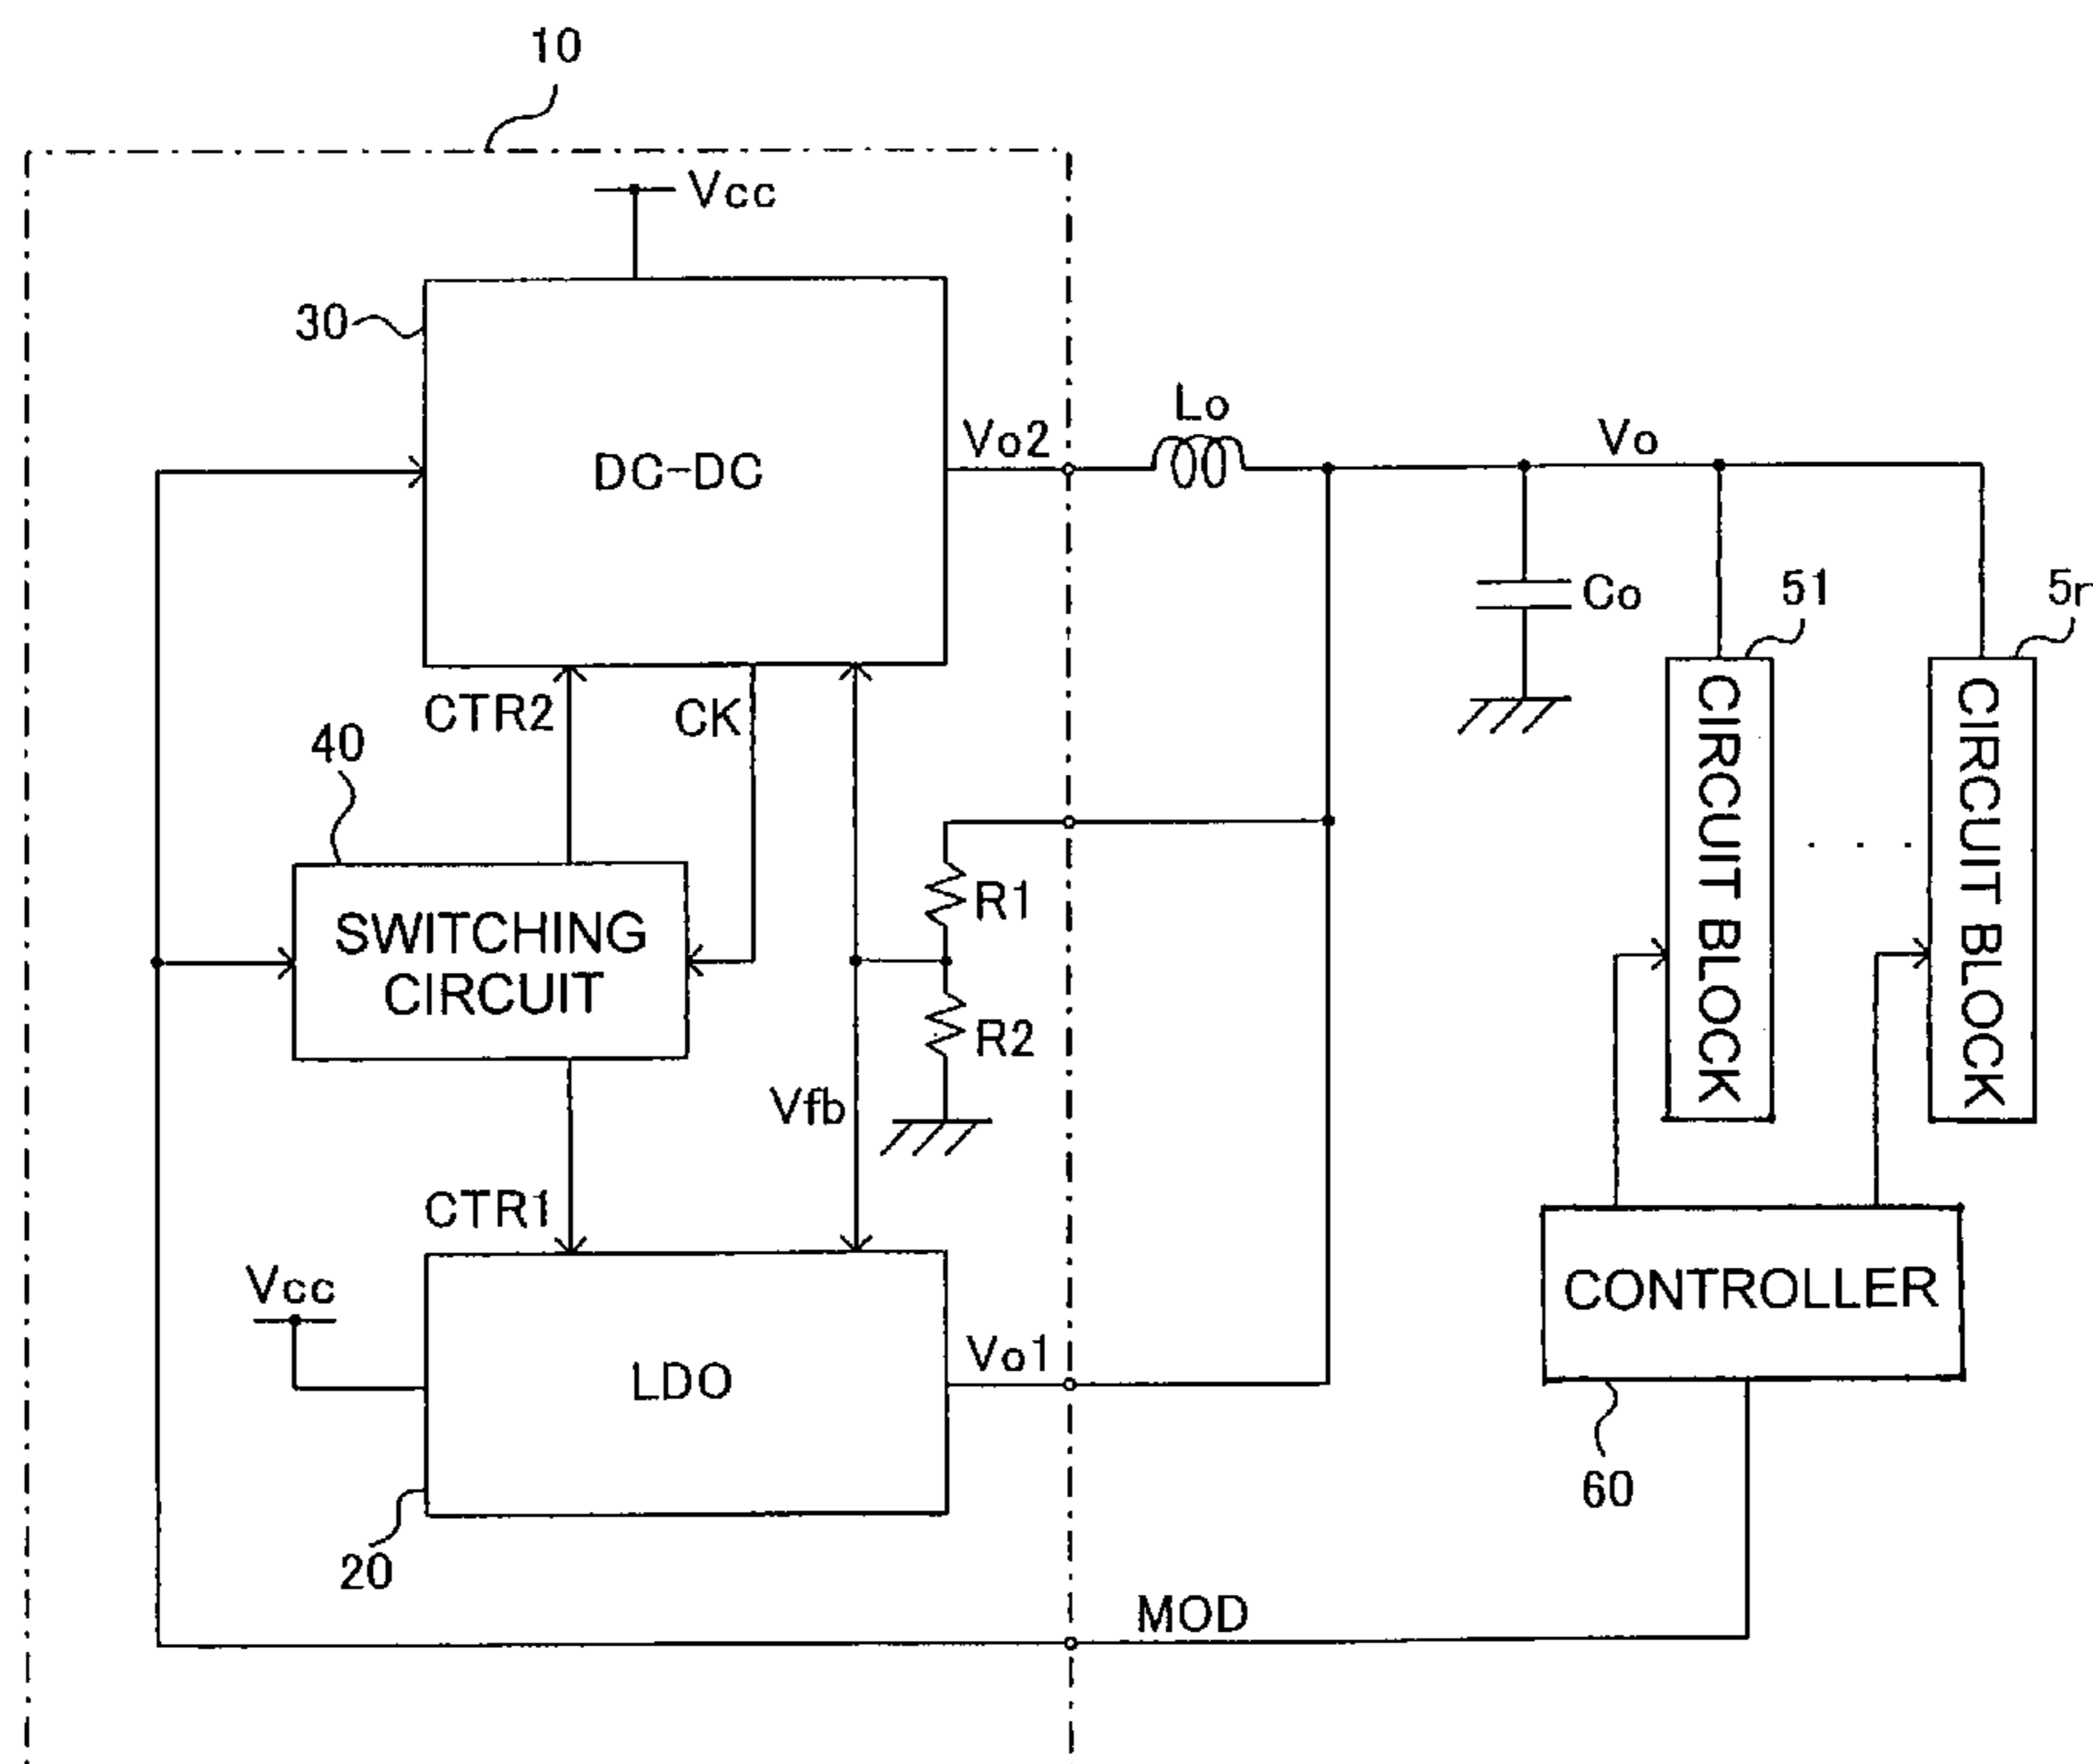 10
Vcc
30
DC-DC
Vo2
Lo
Vo
Co
51
CIRCUIT BLOCK
CIRCUIT BLOCK
CTR2
CK
40
SWITCHING
CIRCUIT
R1
R2
Vfb
CTR1
Vcc
LDO
Vo1
20
CONTROLLER
60
MOD